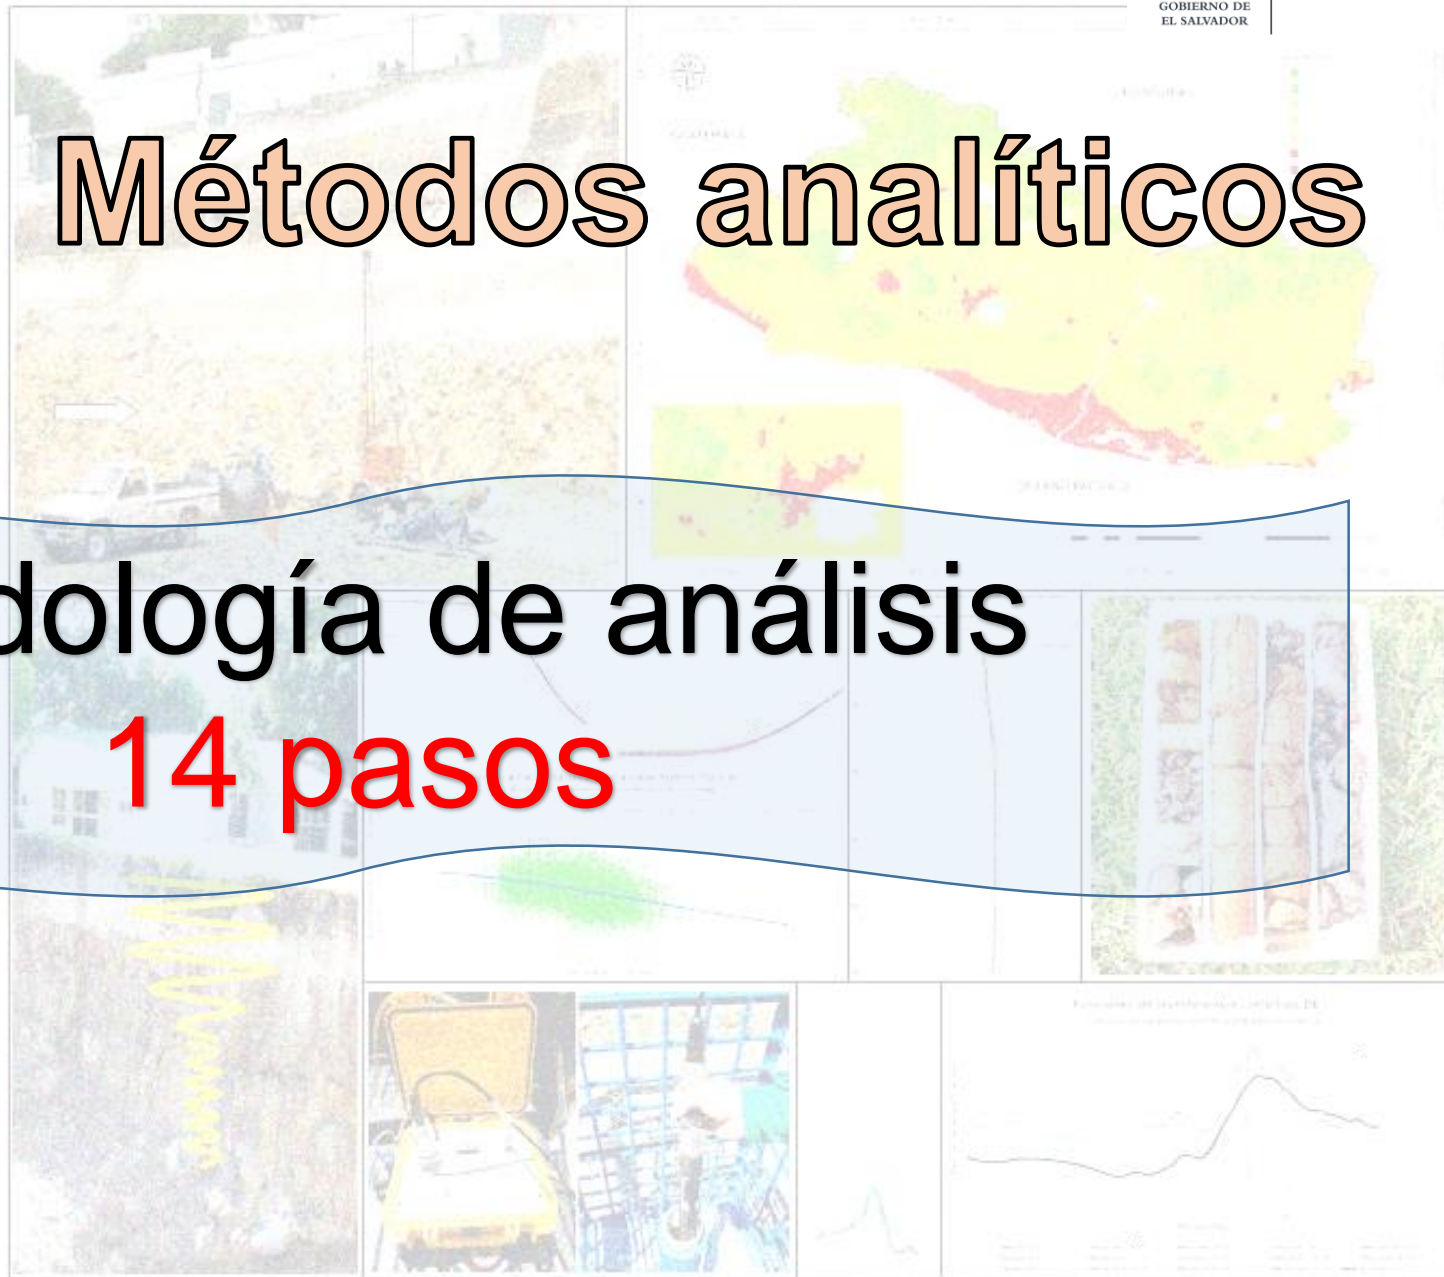 GOBIERNO DE
EL SALVADOR
Métodos analíticos
dología de análisis
14 pasos